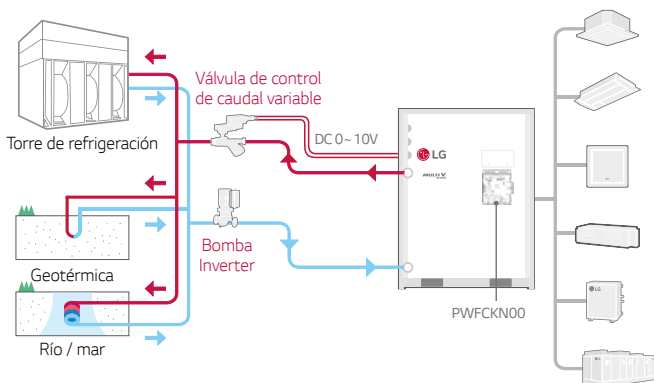 Válvula de control
de caudal variable
DC 0~ 10V
Torre de refrigeración
LG
MULTI V
Bomba
Inverter
Geotérmica
PWFCKN00
Río / mar
LG